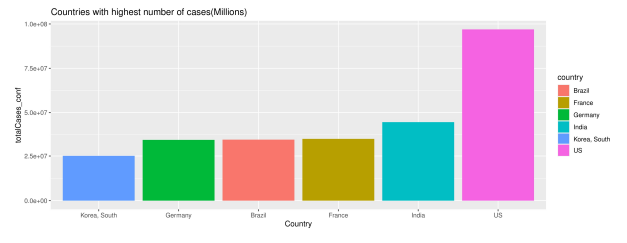 Countries with highest number of cases(Millions)
1.0e+08
7.5e+07
5.0e+07
2.5e+07
0.0e+00
totalCases_conf
Korea, South
Germany
Brazil
France
India
US
Country
country
Brazil
France
Germany
India
Korea, South
US